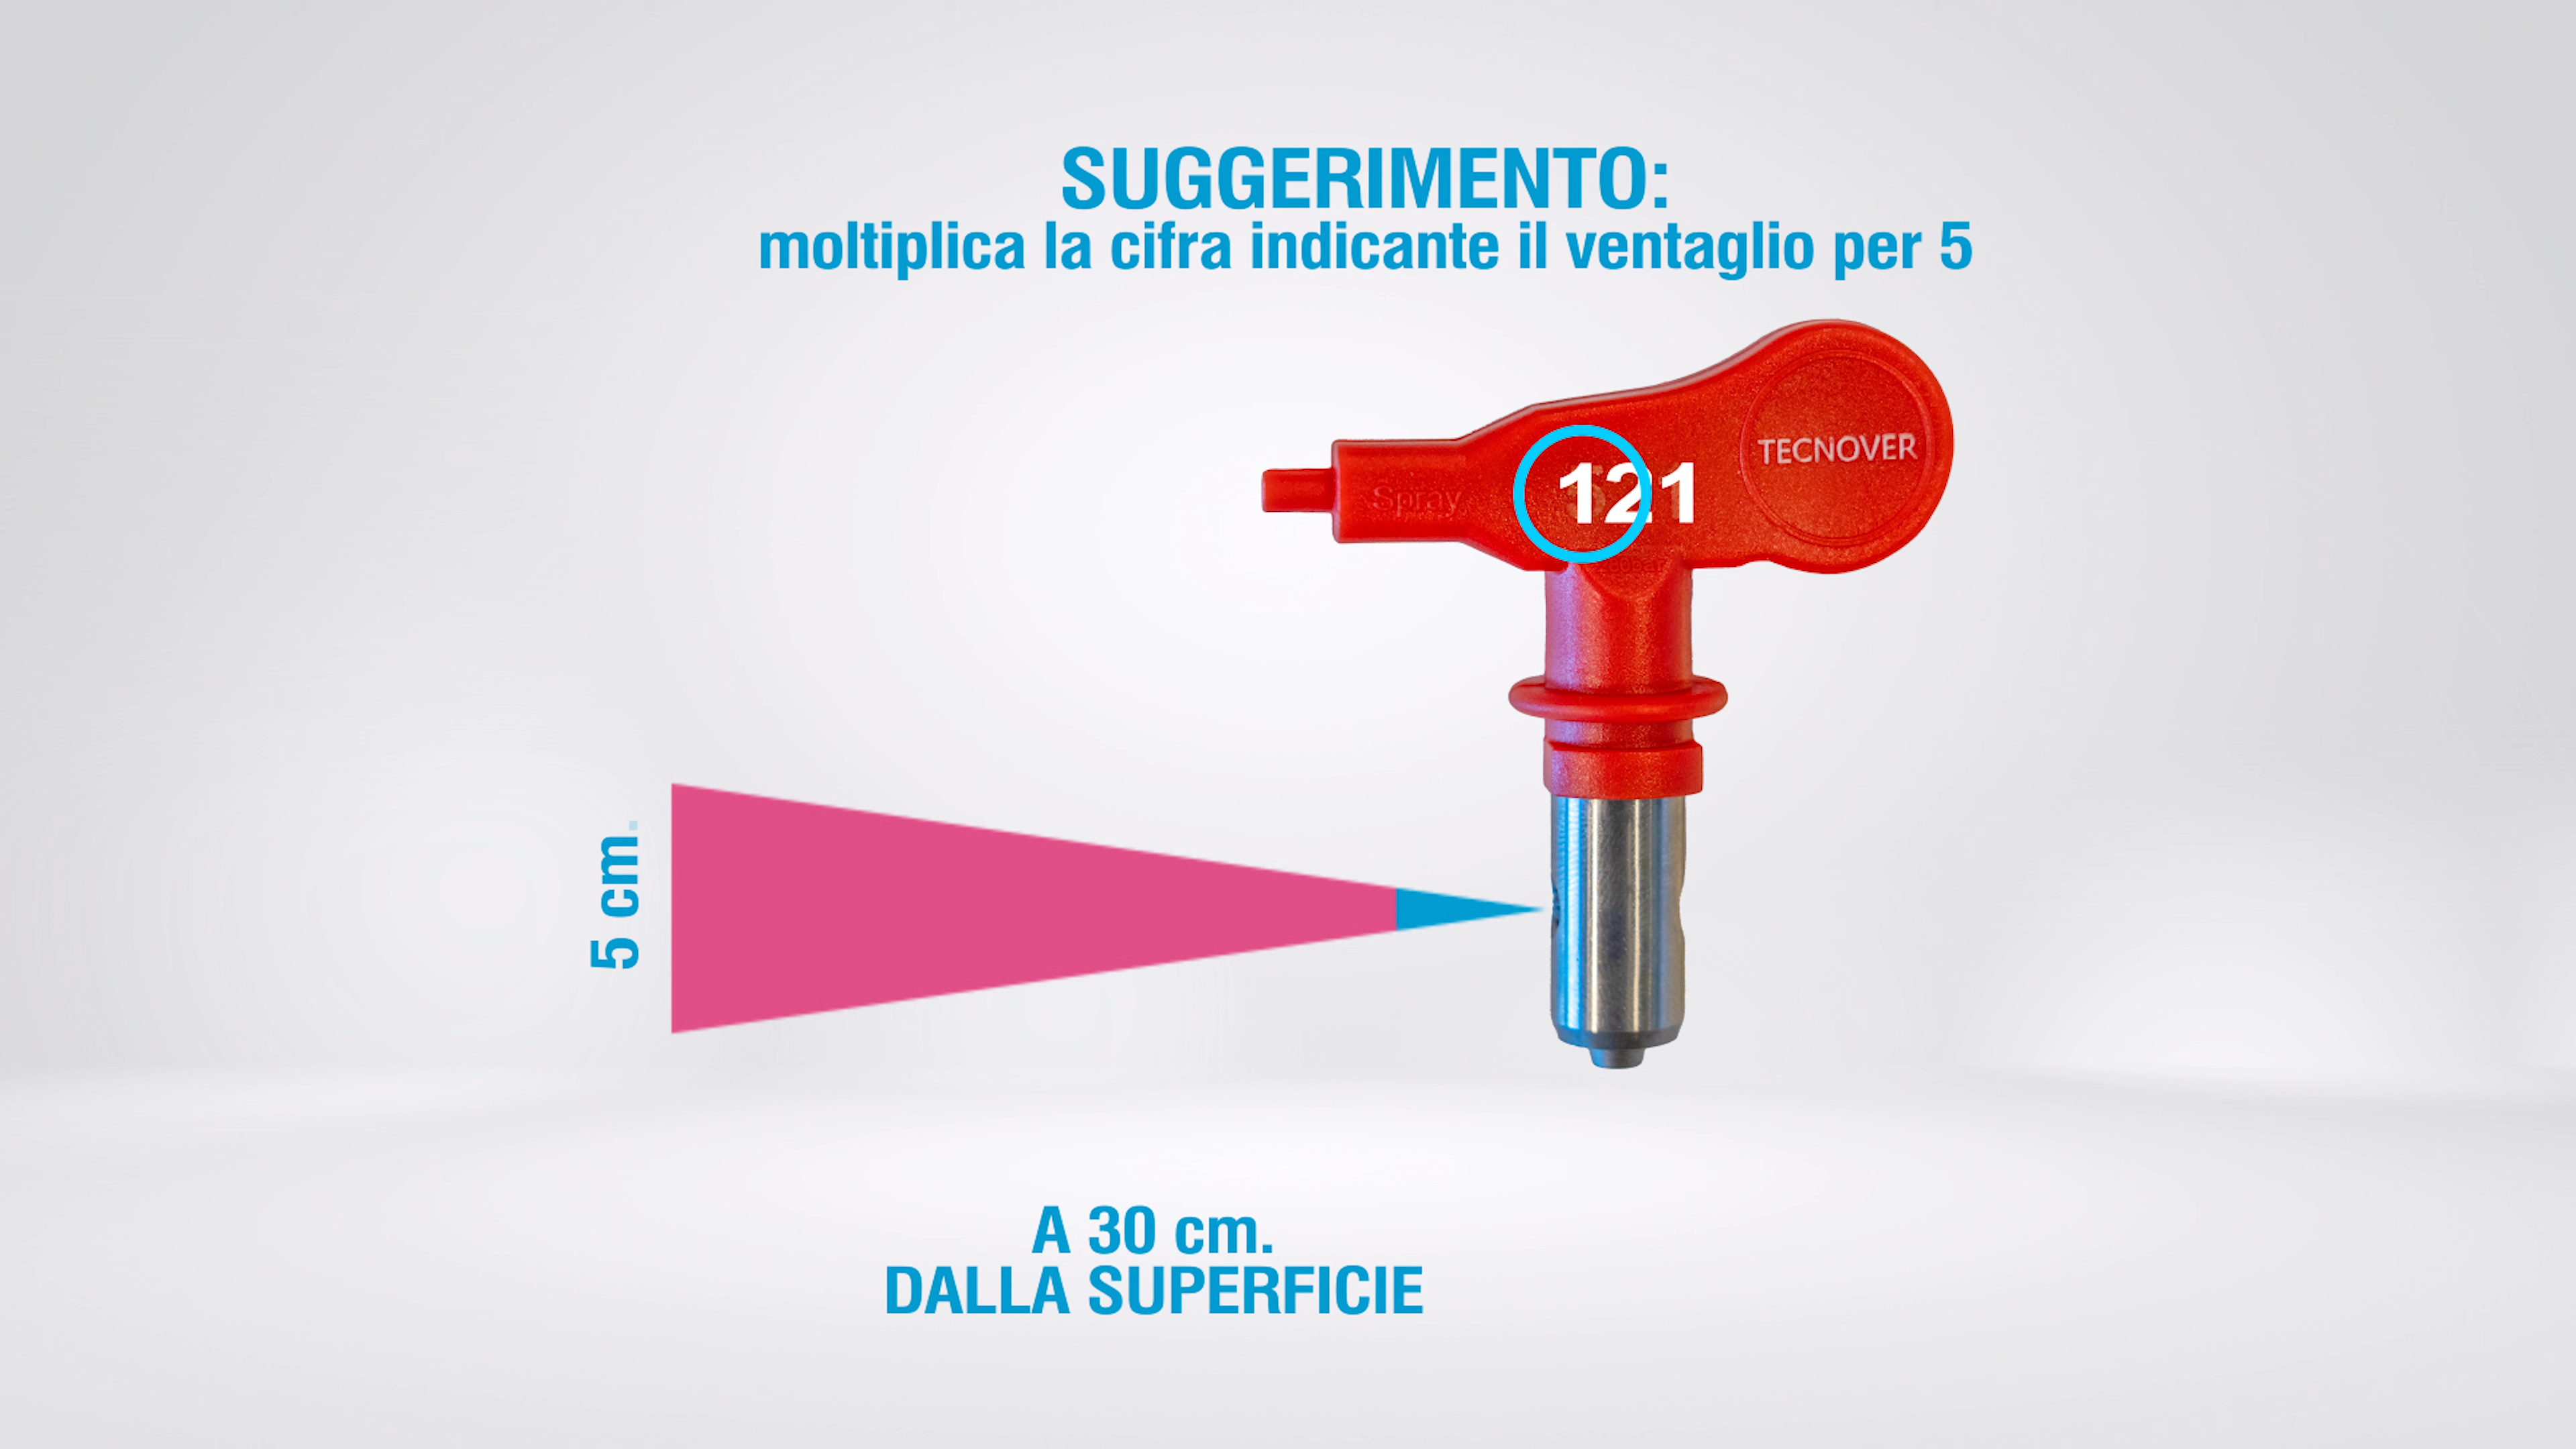 SUGGERIMENTO:
moltiplica la cifra indicante il ventaglio per 5
TECNOVER
121
Spray
5 cm.
A 30 cm.
DALLA SUPERFICIE